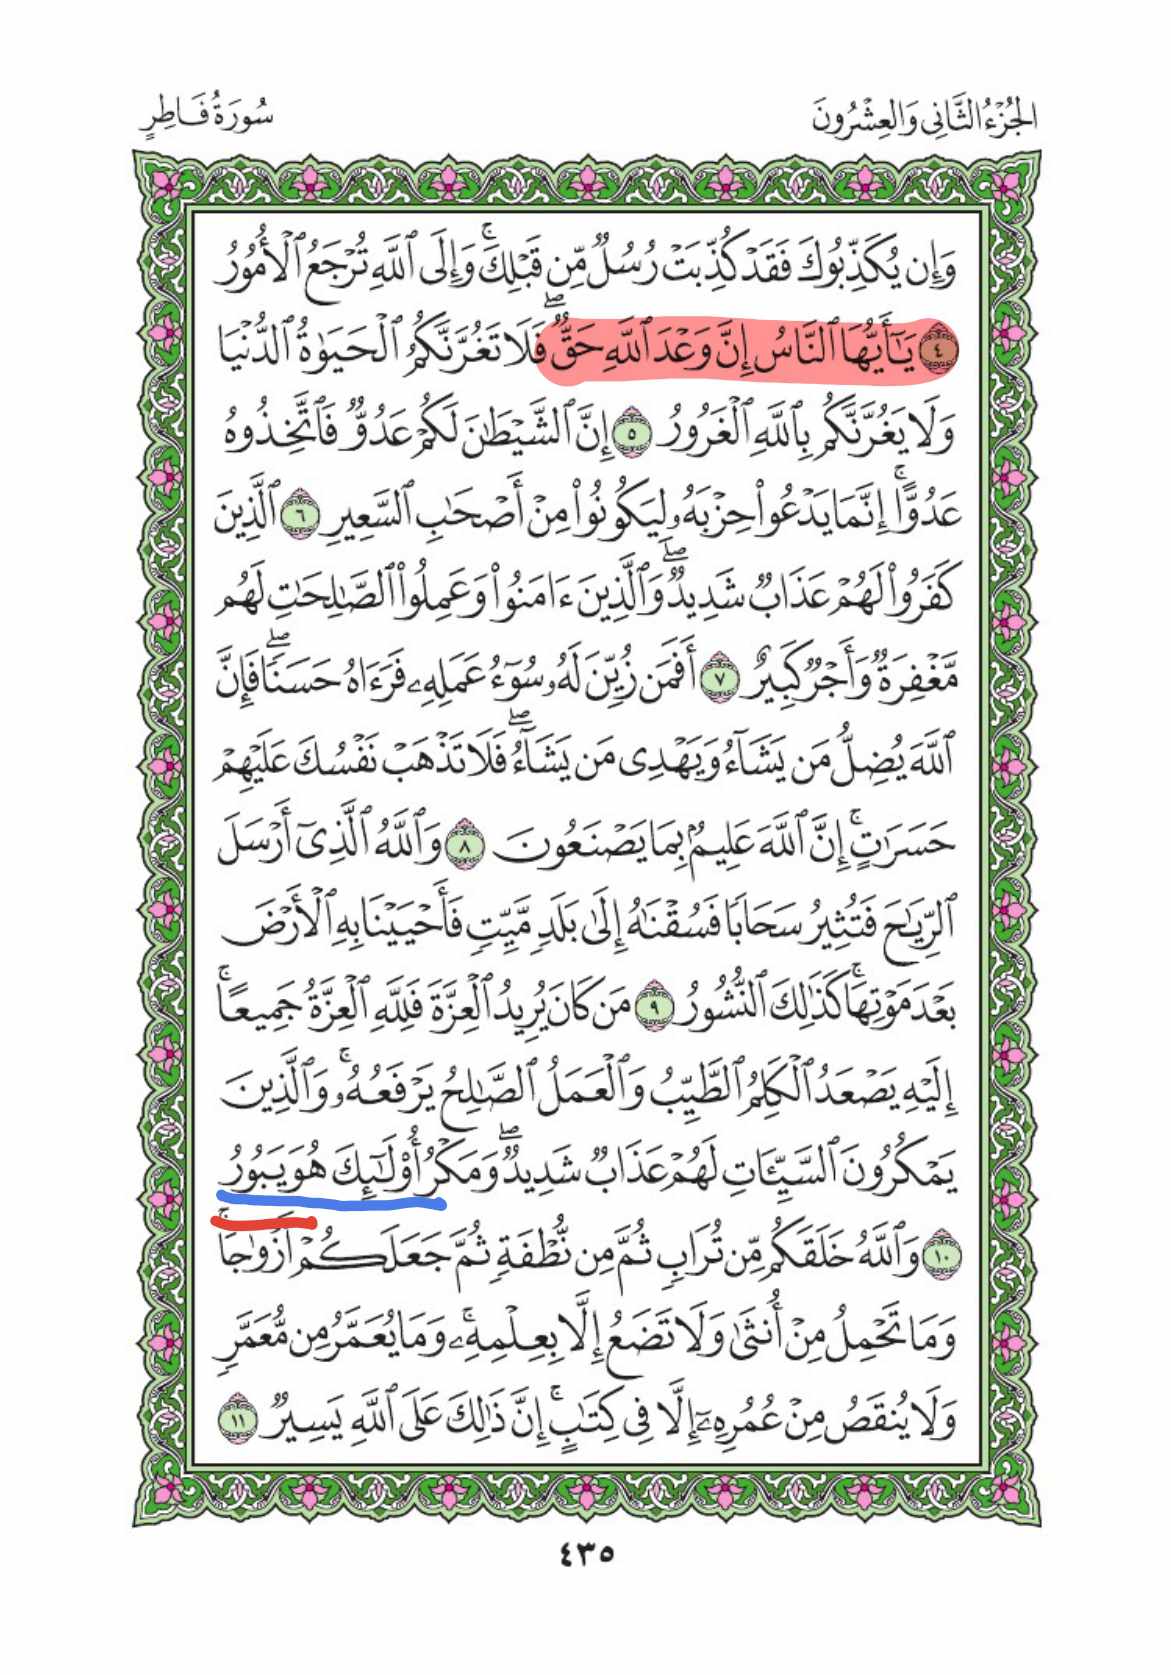 الجُزْءُ الثَّانِي وَالعِشْرُونَ
سُورَةُ فَاطِرٍ
وَإِن يُكَذِّبُوكَ فَقَدْ كُذِّبَتْ رُسُلٌ مِّن قَبْلِكَۚ وَإِلَى ٱللَّهِ تُرْجَعُ ٱلْأُمُورُ
٤ يَٰٓأَيُّهَا ٱلنَّاسُ إِنَّ وَعْدَ ٱللَّهِ حَقٌّۖ فَلَا تَغُرَّنَّكُمُ ٱلْحَيَوٰةُ ٱلدُّنْيَا
وَلَا يَغُرَّنَّكُم بِٱللَّهِ ٱلْغَرُورُ ٥ إِنَّ ٱلشَّيْطَٰنَ لَكُمْ عَدُوٌّ فَٱتَّخِذُوهُ
عَدُوًّاۚ إِنَّمَا يَدْعُوا۟ حِزْبَهُۥ لِيَكُونُوا۟ مِنْ أَصْحَٰبِ ٱلسَّعِيرِ ٦ ٱلَّذِينَ
كَفَرُوا۟ لَهُمْ عَذَابٌ شَدِيدٌۖ وَٱلَّذِينَ ءَامَنُوا۟ وَعَمِلُوا۟ ٱلصَّٰلِحَٰتِ لَهُم
مَّغْفِرَةٌ وَأَجْرٌ كَبِيرٌ ٧ أَفَمَن زُيِّنَ لَهُۥ سُوٓءُ عَمَلِهِۦ فَرَءَاهُ حَسَنًاۖ فَإِنَّ
ٱللَّهَ يُضِلُّ مَن يَشَآءُ وَيَهْدِى مَن يَشَآءُۖ فَلَا تَذْهَبْ نَفْسُكَ عَلَيْهِمْ
حَسَرَٰتٍۚ إِنَّ ٱللَّهَ عَلِيمٌۢ بِمَا يَصْنَعُونَ ٨ وَٱللَّهُ ٱلَّذِىٓ أَرْسَلَ
ٱلرِّيَٰحَ فَتُثِيرُ سَحَابًا فَسُقْنَٰهُ إِلَىٰ بَلَدٍ مَّيِّتٍ فَأَحْيَيْنَا بِهِ ٱلْأَرْضَ
بَعْدَ مَوْتِهَاۚ كَذَٰلِكَ ٱلنُّشُورُ ٩ مَن كَانَ يُرِيدُ ٱلْعِزَّةَ فَلِلَّهِ ٱلْعِزَّةُ جَمِيعًاۚ
إِلَيْهِ يَصْعَدُ ٱلْكَلِمُ ٱلطَّيِّبُ وَٱلْعَمَلُ ٱلصَّٰلِحُ يَرْفَعُهُۥۚ وَٱلَّذِينَ
يَمْكُرُونَ ٱلسَّيِّـَٔاتِ لَهُمْ عَذَابٌ شَدِيدٌۖ وَمَكْرُ أُو۟لَٰٓئِكَ هُوَ يَبُورُ
١٠ وَٱللَّهُ خَلَقَكُم مِّن تُرَابٍ ثُمَّ مِن نُّطْفَةٍ ثُمَّ جَعَلَكُمْ أَزْوَٰجًاۚ
وَمَا تَحْمِلُ مِنْ أُنثَىٰ وَلَا تَضَعُ إِلَّا بِعِلْمِهِۦۚ وَمَا يُعَمَّرُ مِن مُّعَمَّرٍ
وَلَا يُنقَصُ مِنْ عُمُرِهِۦٓ إِلَّا فِى كِتَٰبٍۚ إِنَّ ذَٰلِكَ عَلَى ٱللَّهِ يَسِيرٌ ١١
٤٣٥